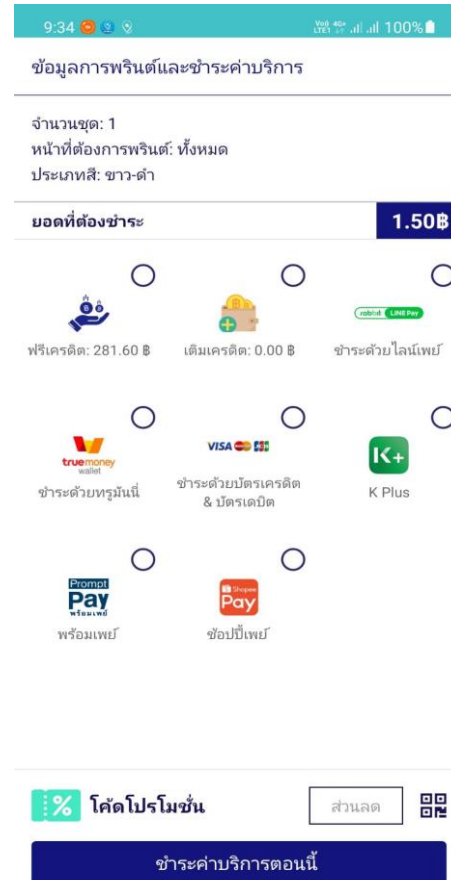 9:34
Vo)) 4G+ 100%
LTE1
ข้อมูลการพรินต์และชำระค่าบริการ
จำนวนชุด: 1
หน้าที่ต้องการพรินต์: ทั้งหมด
ประเภทสี: ขาว-ดำ
ยอดที่ต้องชำระ 1.50฿
ฟรีเครดิต: 281.60 ฿
เติมเครดิต: 0.00 ฿
rabbit LINE Pay
ชำระด้วยไลน์เพย์
truemoney
wallet
ชำระด้วยทรูมันนี่
VISA JCB
ชำระด้วยบัตรเครดิต
& บัตรเดบิต
K+
K Plus
Prompt
Pay
พร้อมเพย์
พร้อมเพย์
Shopee
Pay
ช้อปปี้เพย์
% โค้ดโปรโมชั่น ส่วนลด
ชำระค่าบริการตอนนี้